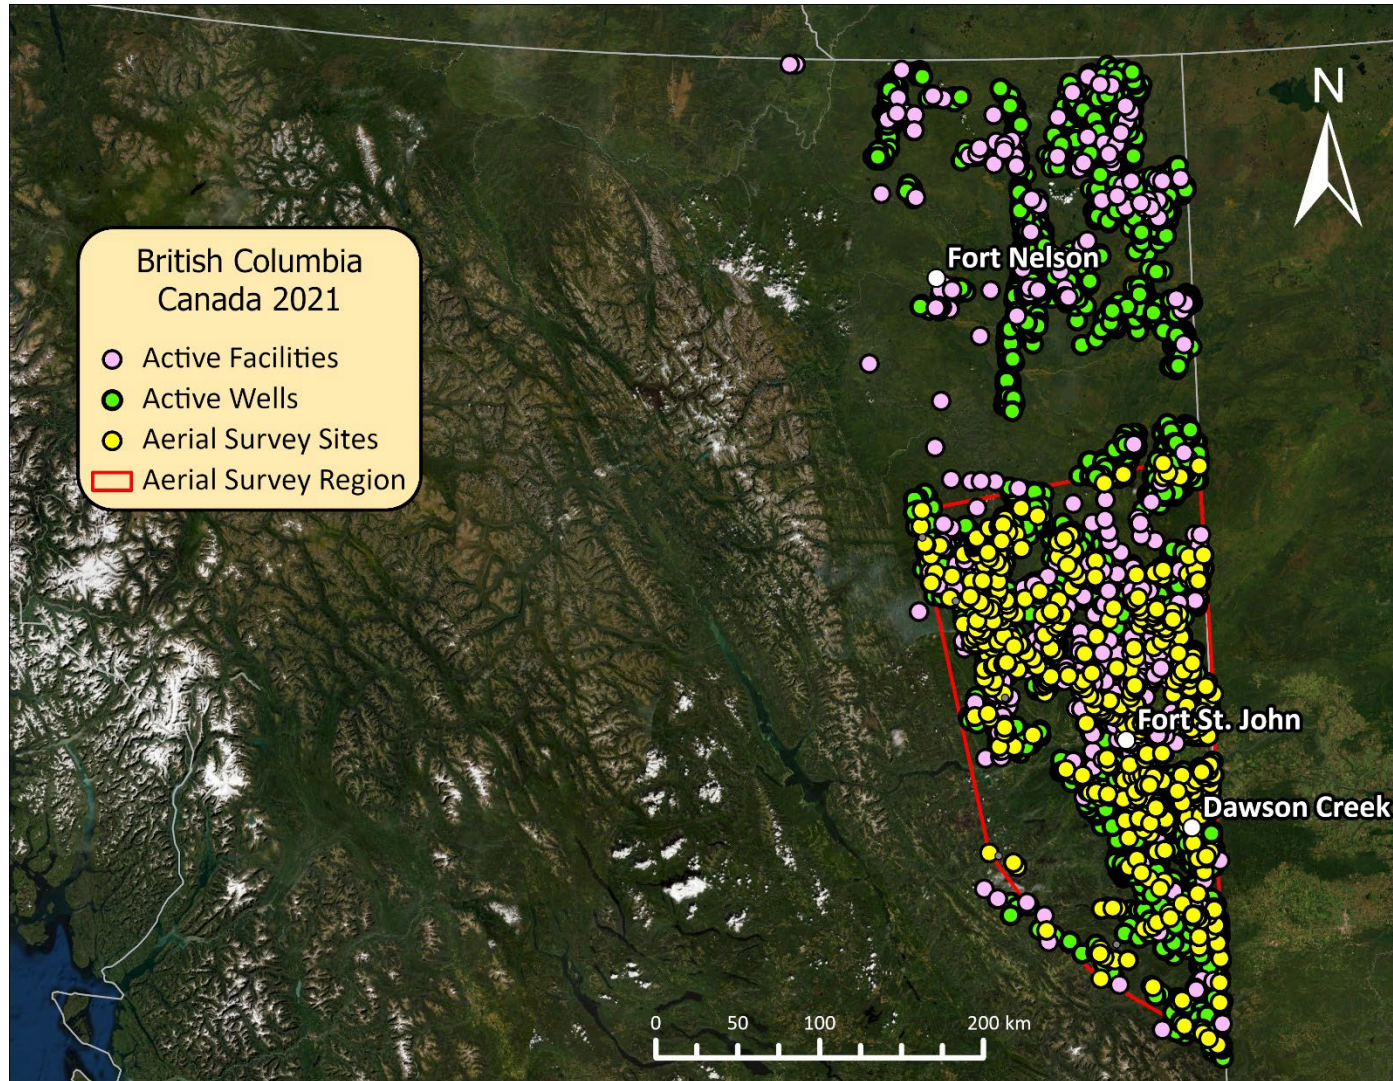 N
British Columbia
Canada 2021
Active Facilities
Active Wells
Aerial Survey Sites
Aerial Survey Region
Fort Nelson
Fort St. John
Dawson Creek
0 50 100 200 km